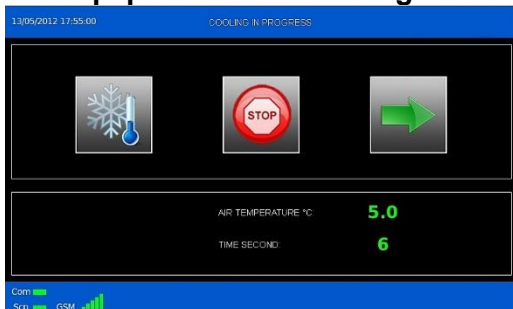 13/05/2012 17:55:00 COOLING IN PROGRESS
STOP
AIR TEMPERATURE °C 5.0
TIME SECOND: 6
Com
Scp GSM